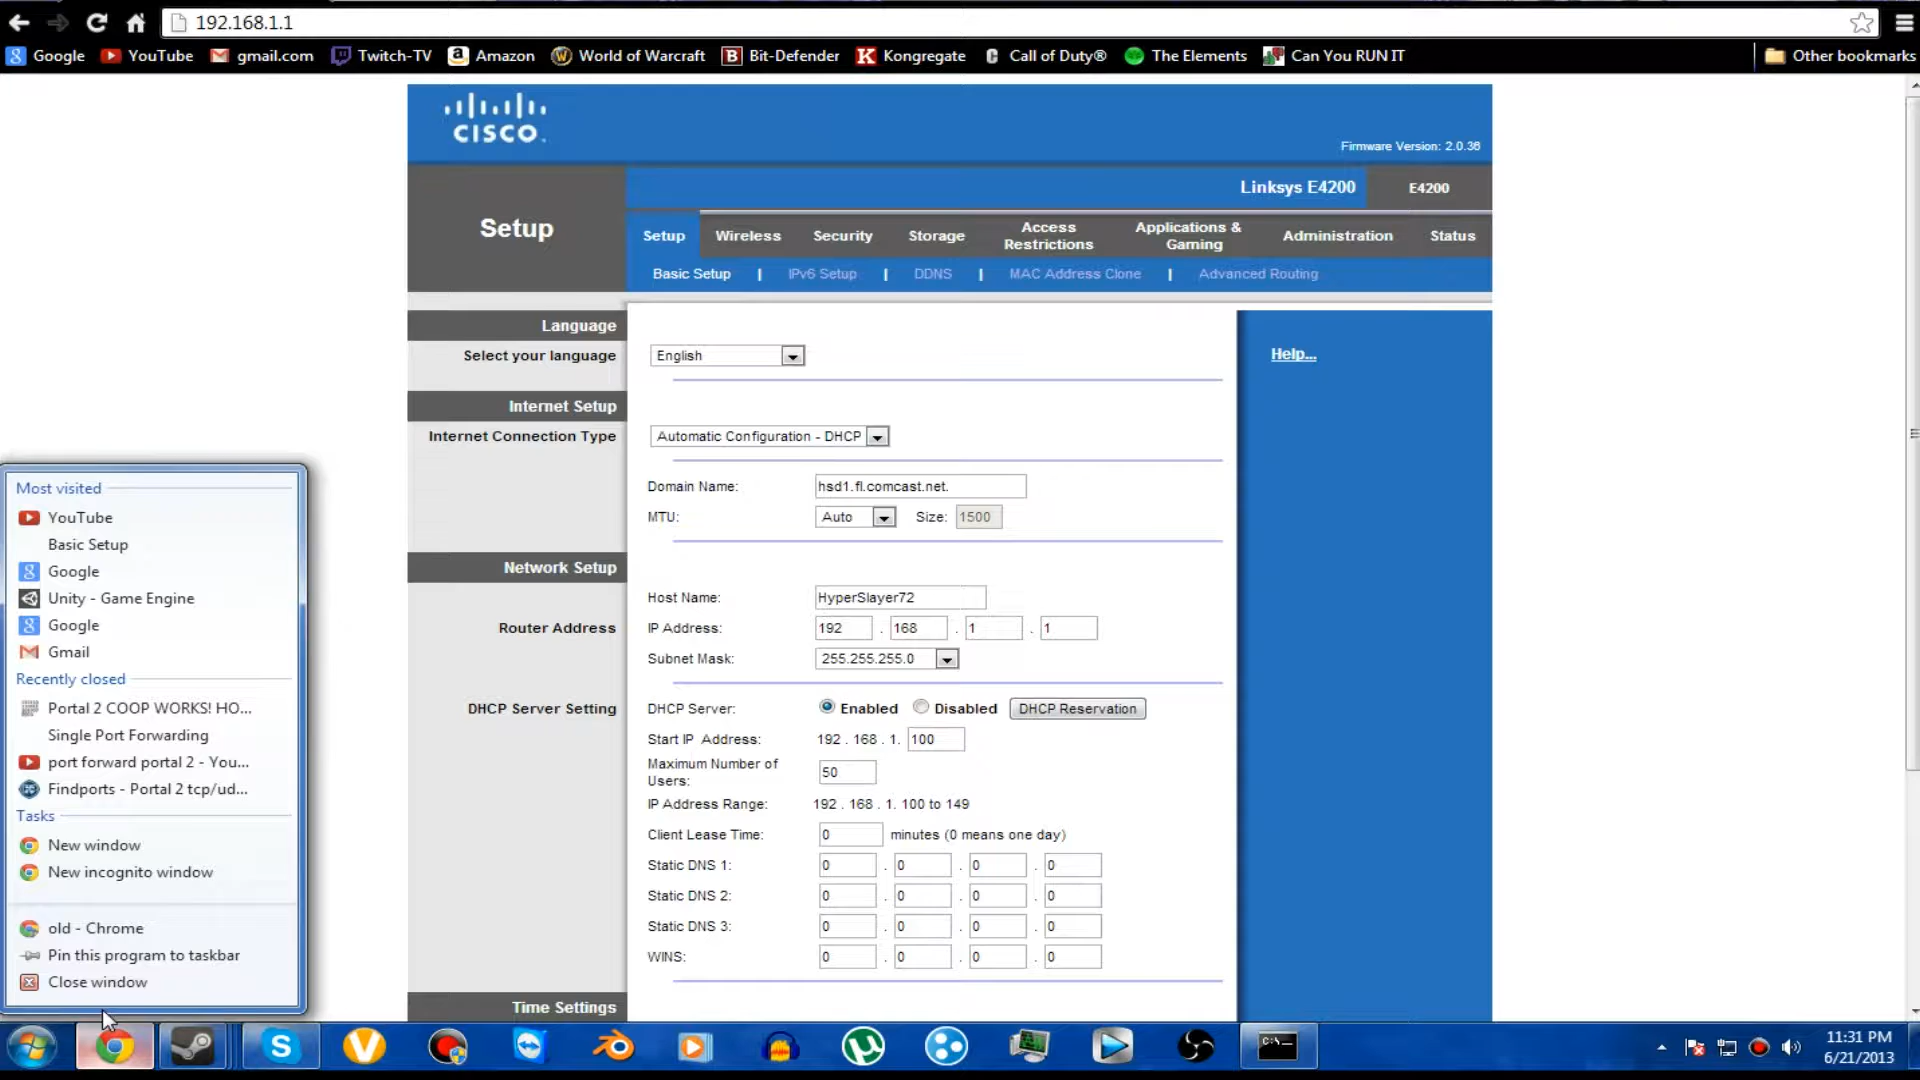 192.168.1.1
Google YouTube gmail.com Twitch-TV Amazon World of Warcraft Bit-Defender Kongregate Call of Duty® The Elements Can You RUN IT Other bookmarks
CISCO
Firmware Version: 2.0.36
Linksys E4200 E4200
Setup
Setup Wireless Security Storage Access Restrictions Applications & Gaming Administration Status
Basic Setup | IPv6 Setup | DDNS | MAC Address Clone | Advanced Routing
Language
Select your language English
Help...
Internet Setup
Internet Connection Type Automatic Configuration - DHCP
Domain Name: hsd1.fl.comcast.net.
MTU: Auto Size: 1500
Network Setup
Host Name: HyperSlayer72
Router Address IP Address: 192 . 168 . 1 . 1
Subnet Mask: 255.255.255.0
DHCP Server Setting DHCP Server: Enabled Disabled DHCP Reservation
Start IP Address: 192 . 168 . 1. 100
Maximum Number of
Users: 50
IP Address Range: 192 . 168 . 1. 100 to 149
Client Lease Time: 0 minutes (0 means one day)
Static DNS 1: 0 . 0 . 0 . 0
Static DNS 2: 0 . 0 . 0 . 0
Static DNS 3: 0 . 0 . 0 . 0
WINS: 0 . 0 . 0 . 0
Time Settings
Most visited
YouTube
Basic Setup
Google
Unity - Game Engine
Google
Gmail
Recently closed
Portal 2 COOP WORKS! HO...
Single Port Forwarding
port forward portal 2 - You...
Findports - Portal 2 tcp/ud...
Tasks
New window
New incognito window
old - Chrome
Pin this program to taskbar
Close window
11:31 PM
6/21/2013